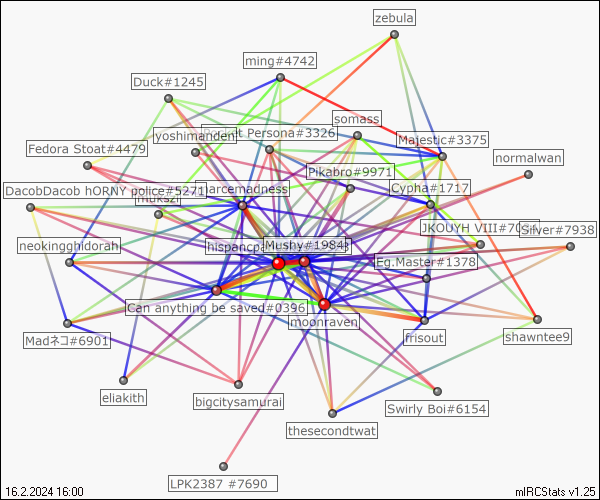 zebula
ming#4742
Duck#1245
somass
yoshimandent
Persona#3326
Majestic#3375
Fedora Stoat#4479
normalwan
Pikabro#9971
DacobDacob hORNY police#5271
arcemadness
Cypha#1717
JKOUYH VIII#70
Silver#7938
neokingghidorah
Mushy#1984
Eg.Master#1378
Can anything be saved#0396
moonraven
Madネコ#6901
frisout
shawntee9
eliakith
bigcitysamurai
Swirly Boi#6154
thesecondtwat
LPK2387 #7690
16.2.2024 16:00
mIRCStats v1.25